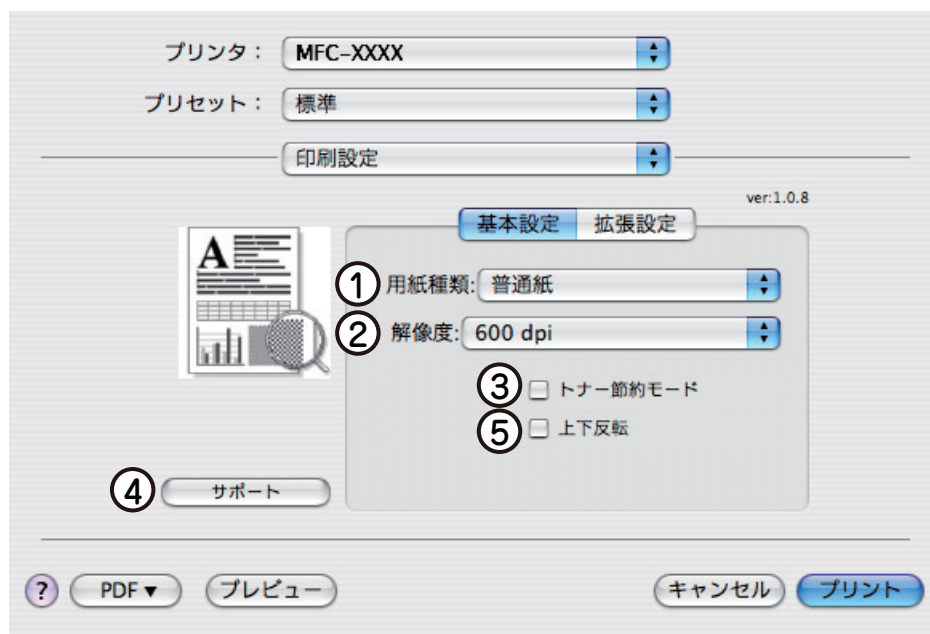 プリンタ： MFC-XXXX
プリセット： 標準
印刷設定
ver:1.0.8
基本設定 拡張設定
A
① 用紙種類: 普通紙
② 解像度: 600 dpi
③ トナー節約モード
⑤ 上下反転
④ サポート
? PDF▼ プレビュー キャンセル プリント